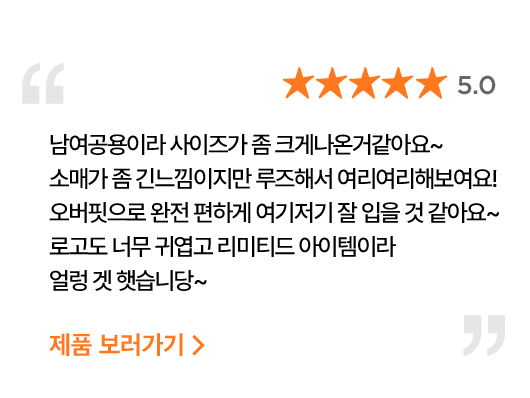 ★★★★★ 5.0
남여공용이라 사이즈가 좀 크게나온거같아요~
소매가 좀 긴느낌이지만 루즈해서 여리여리해보여요!
오버핏으로 완전 편하게 여기저기 잘 입을 것 같아요~
로고도 너무 귀엽고 리미티드 아이템이라
얼렁 겟 햇습니당~
제품 보러가기 >